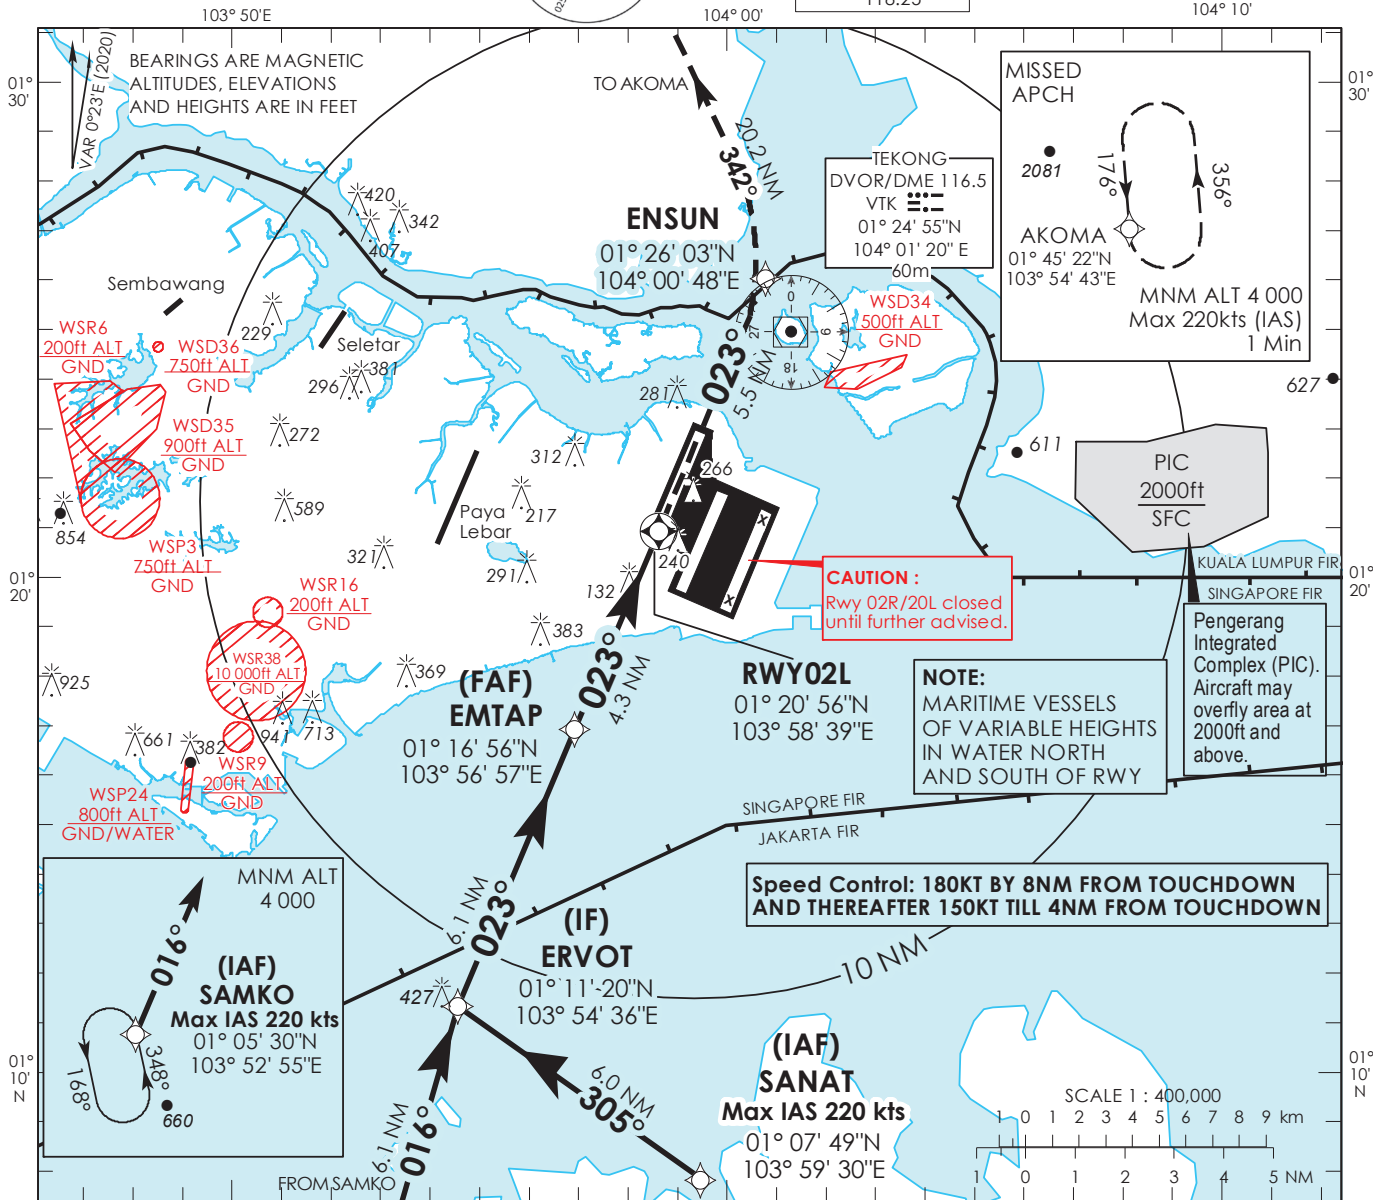 103° 50'E
104° 00'
104° 10'
025
118.25
01°
30'
VAR 0°23'E (2020)
BEARINGS ARE MAGNETIC
ALTITUDES, ELEVATIONS
AND HEIGHTS ARE IN FEET
TO AKOMA
20.2 NM
342°
MISSED
APCH
2081
176°
356°
AKOMA
01° 45' 22"N
103° 54' 43"E
MNM ALT 4 000
Max 220kts (IAS)
1 Min
01°
30'
TEKONG
DVOR/DME 116.5
VTK
01° 24' 55"N
104° 01' 20" E
60m
420
342
407
ENSUN
01° 26' 03"N
104° 00' 48"E
0
9
18
27
WSD34
500ft ALT
GND
Sembawang
229
Seletar
WSR6
200ft ALT
GND
WSD36
750ft ALT
GND
296
381
281
023°
5.5 NM
627
WSD35
900ft ALT
GND
272
312
611
266
PIC
2000ft
SFC
589
217
Paya
Lebar
854
WSP3
750ft ALT
GND
321
291
240
132
x
x
KUALA LUMPUR FIR
SINGAPORE FIR
01°
20'
01°
20'
CAUTION :
Rwy 02R/20L closed
until further advised.
WSR16
200ft ALT
GND
383
Pengerang
Integrated
Complex (PIC).
Aircraft may
overfly area at
2000ft and
above.
WSR38
10 000ft ALT
GND
369
925
023°
4.3 NM
(FAF)
EMTAP
01° 16' 56"N
103° 56' 57"E
RWY02L
01° 20' 56"N
103° 58' 39"E
NOTE:
MARITIME VESSELS
OF VARIABLE HEIGHTS
IN WATER NORTH
AND SOUTH OF RWY
941
713
661
382
WSR9
200ft ALT
GND
WSP24
800ft ALT
GND/WATER
SINGAPORE FIR
JAKARTA FIR
MNM ALT
4 000
016°
(IAF)
SAMKO
Max IAS 220 kts
01° 05' 30"N
103° 52' 55"E
348°
168°
660
Speed Control: 180KT BY 8NM FROM TOUCHDOWN
AND THEREAFTER 150KT TILL 4NM FROM TOUCHDOWN
6.1 NM
023°
(IF)
ERVOT
01° 11' 20"N
103° 54' 36"E
10 NM
427
(IAF)
SANAT
Max IAS 220 kts
01° 07' 49"N
103° 59' 30"E
6.0 NM
305°
01°
10'
N
01°
10'
N
6.1 NM
016°
FROM SAMKO
SCALE 1 : 400,000
1 0 1 2 3 4 5 6 7 8 9 km
1 0 1 2 3 4 5 NM